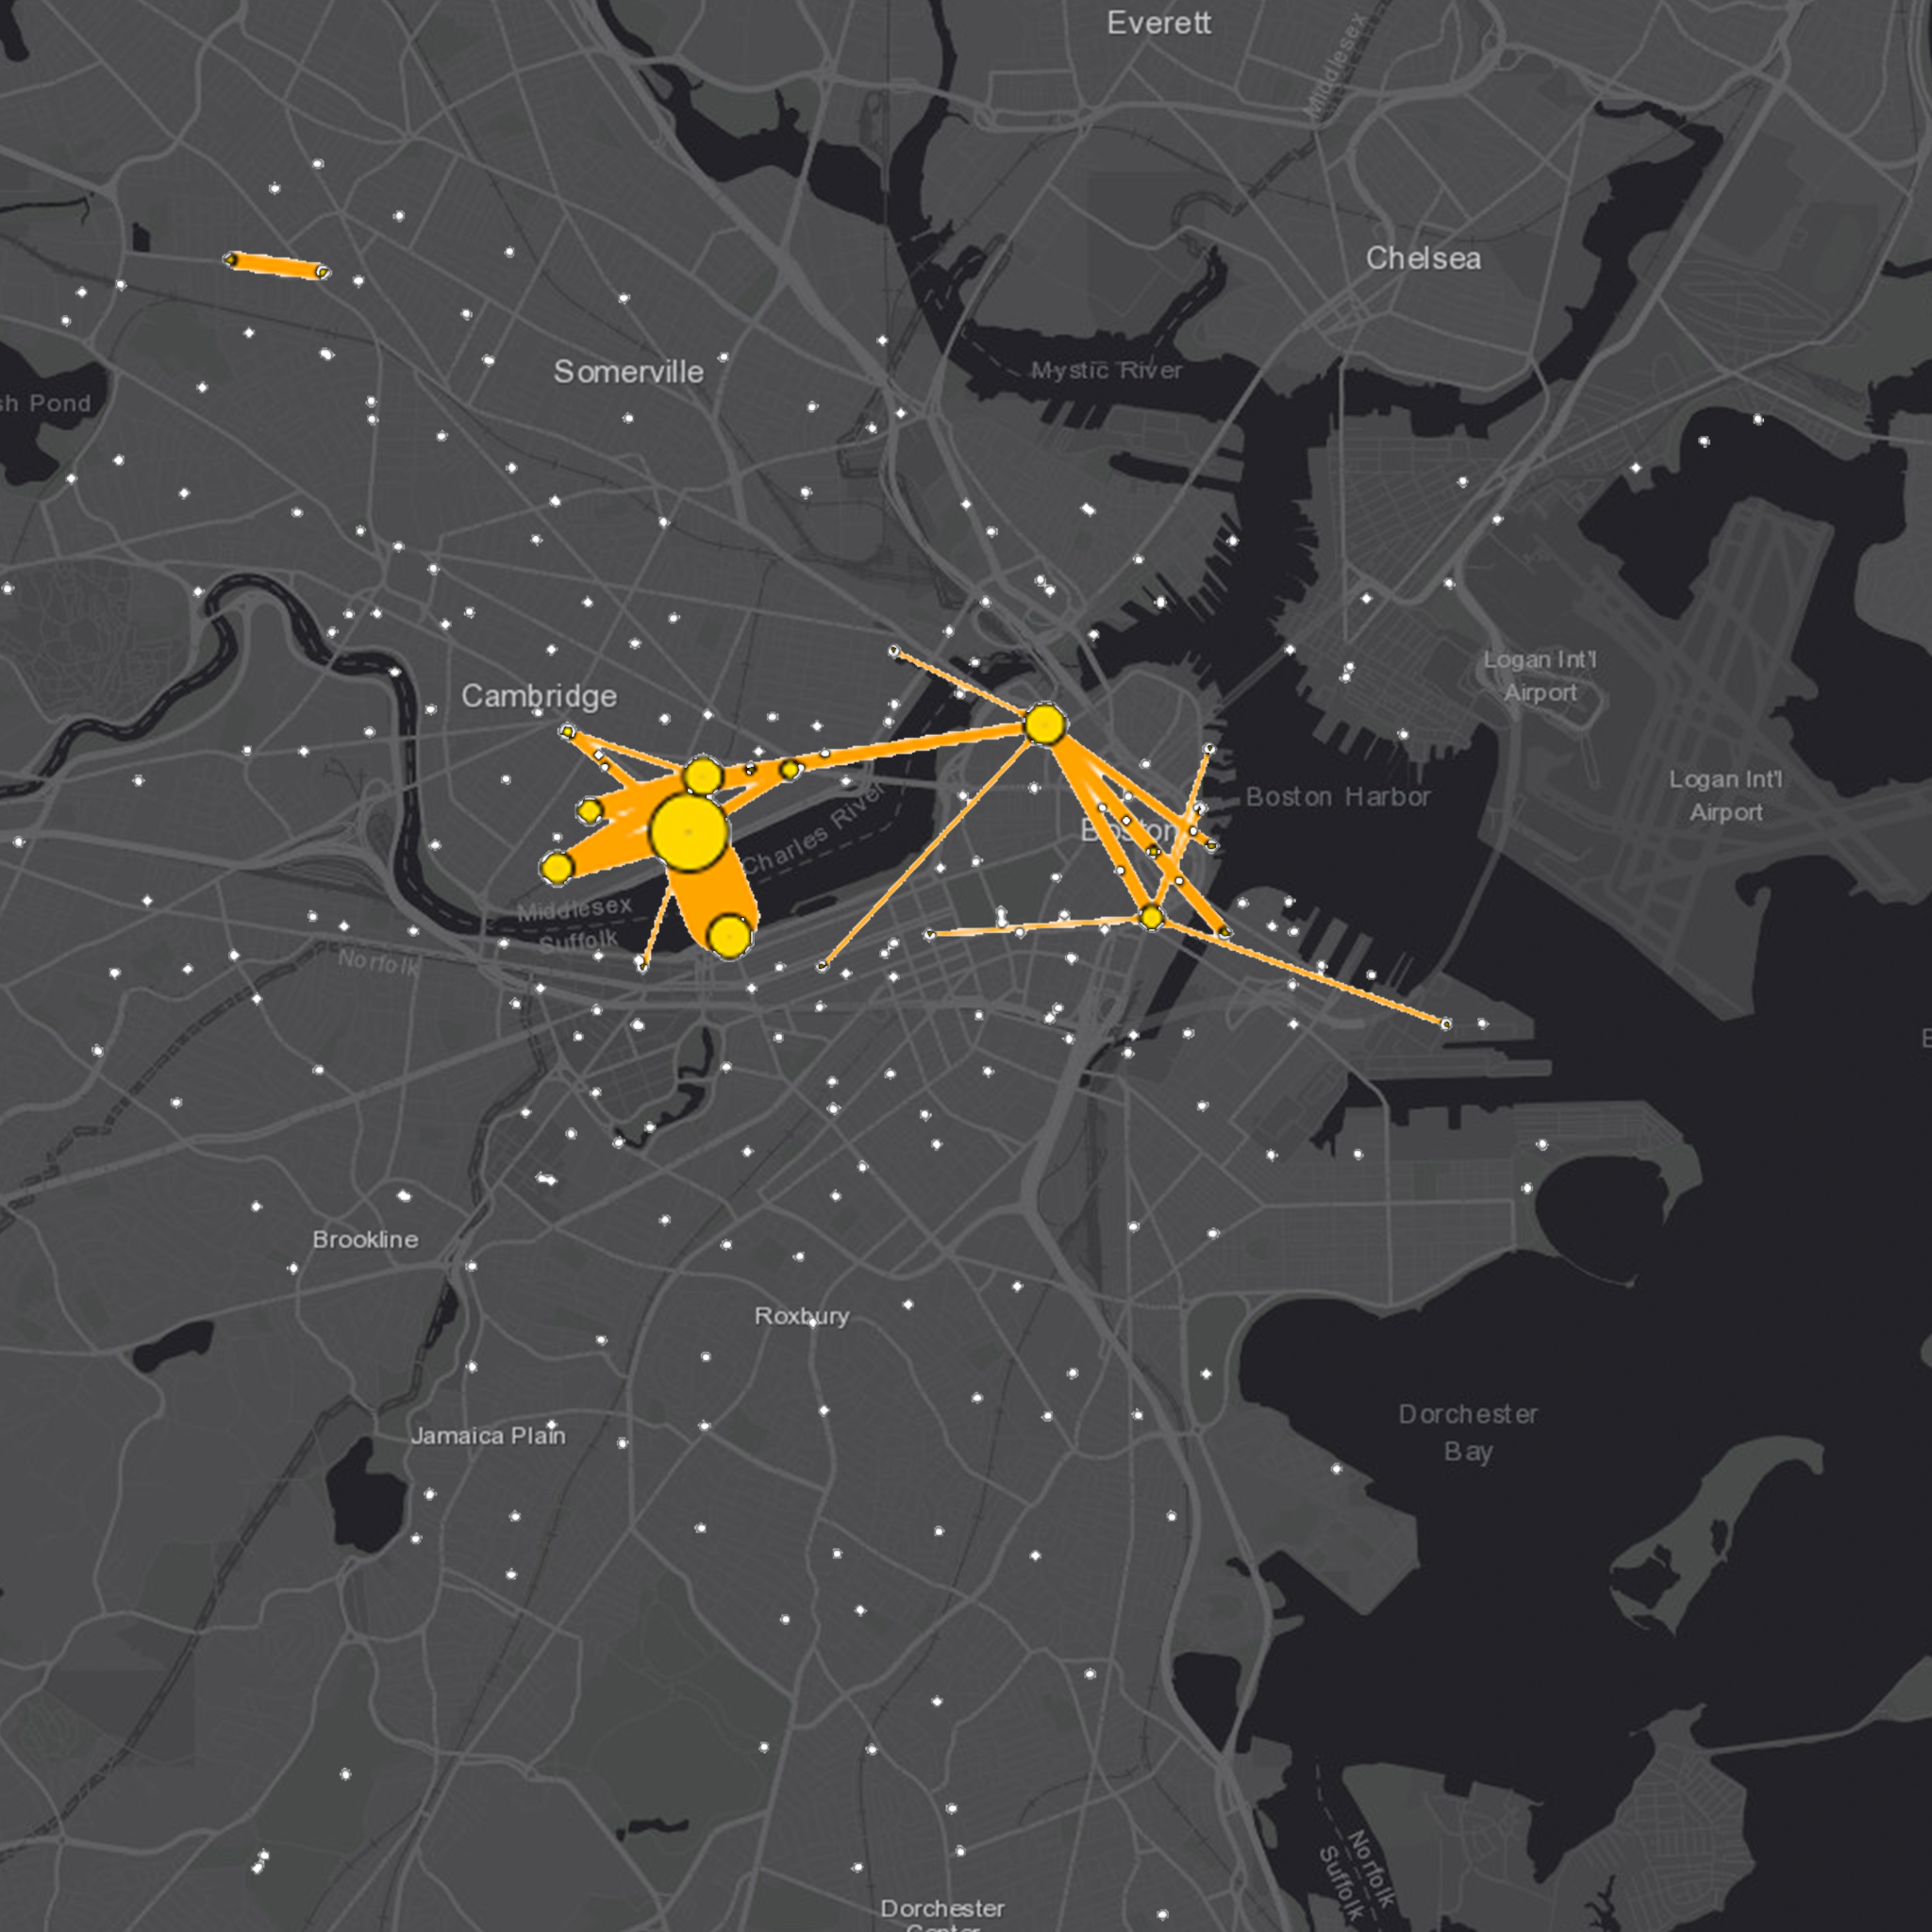 Everett
Middlesex
Chelsea
Somerville
Mystic River
sh Pond
Logan Int'l
Airport
Cambridge
Logan Int'l
Airport
Boston Harbor
Boston
Charles River
Middlesex
Suffolk
Norfolk
Brookline
Roxbury
Dorchester
Bay
Jamaica Plain
Norfolk
Suffolk
Dorchester
Center